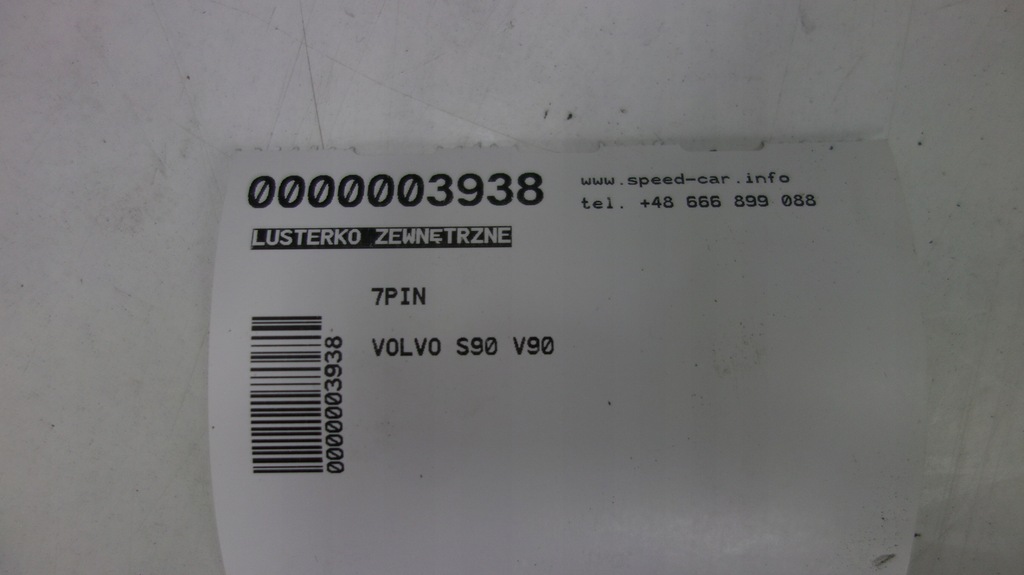 0000003938
www.speed-car.info
tel. +48 666 899 088
LUSTERKO ZEWNĘTRZNE
7PIN
VOLVO S90 V90
0000003938